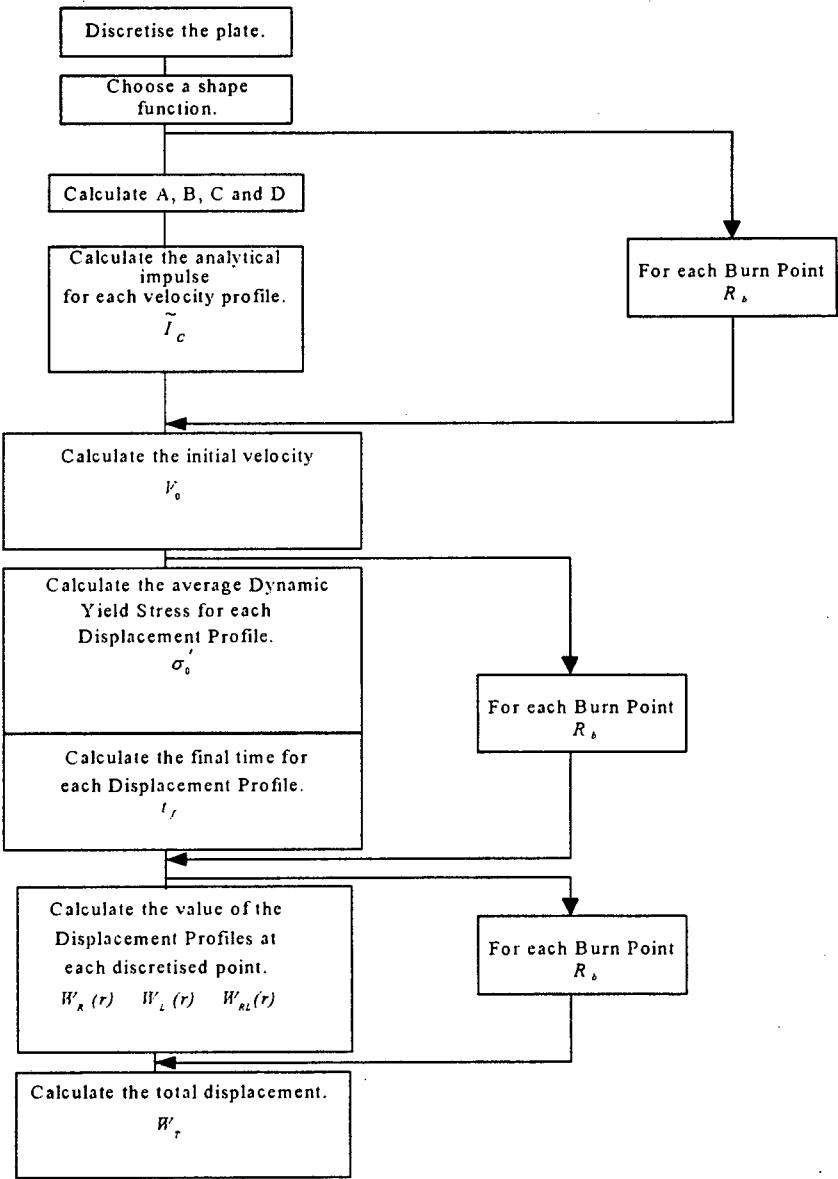 Discretise the plate.
Choose a shape
function.
Calculate A, B, C and D
Calculate the analytical
impulse
for each velocity profile.
Ĩ_C
For each Burn Point
R_b
Calculate the initial velocity
V_0
Calculate the average Dynamic
Yield Stress for each
Displacement Profile.
σ_0'
For each Burn Point
R_b
Calculate the final time for
each Displacement Profile.
t_f
Calculate the value of the
Displacement Profiles at
each discretised point.
W_R (r) W_L (r) W_RL (r)
For each Burn Point
R_b
Calculate the total displacement.
W_T